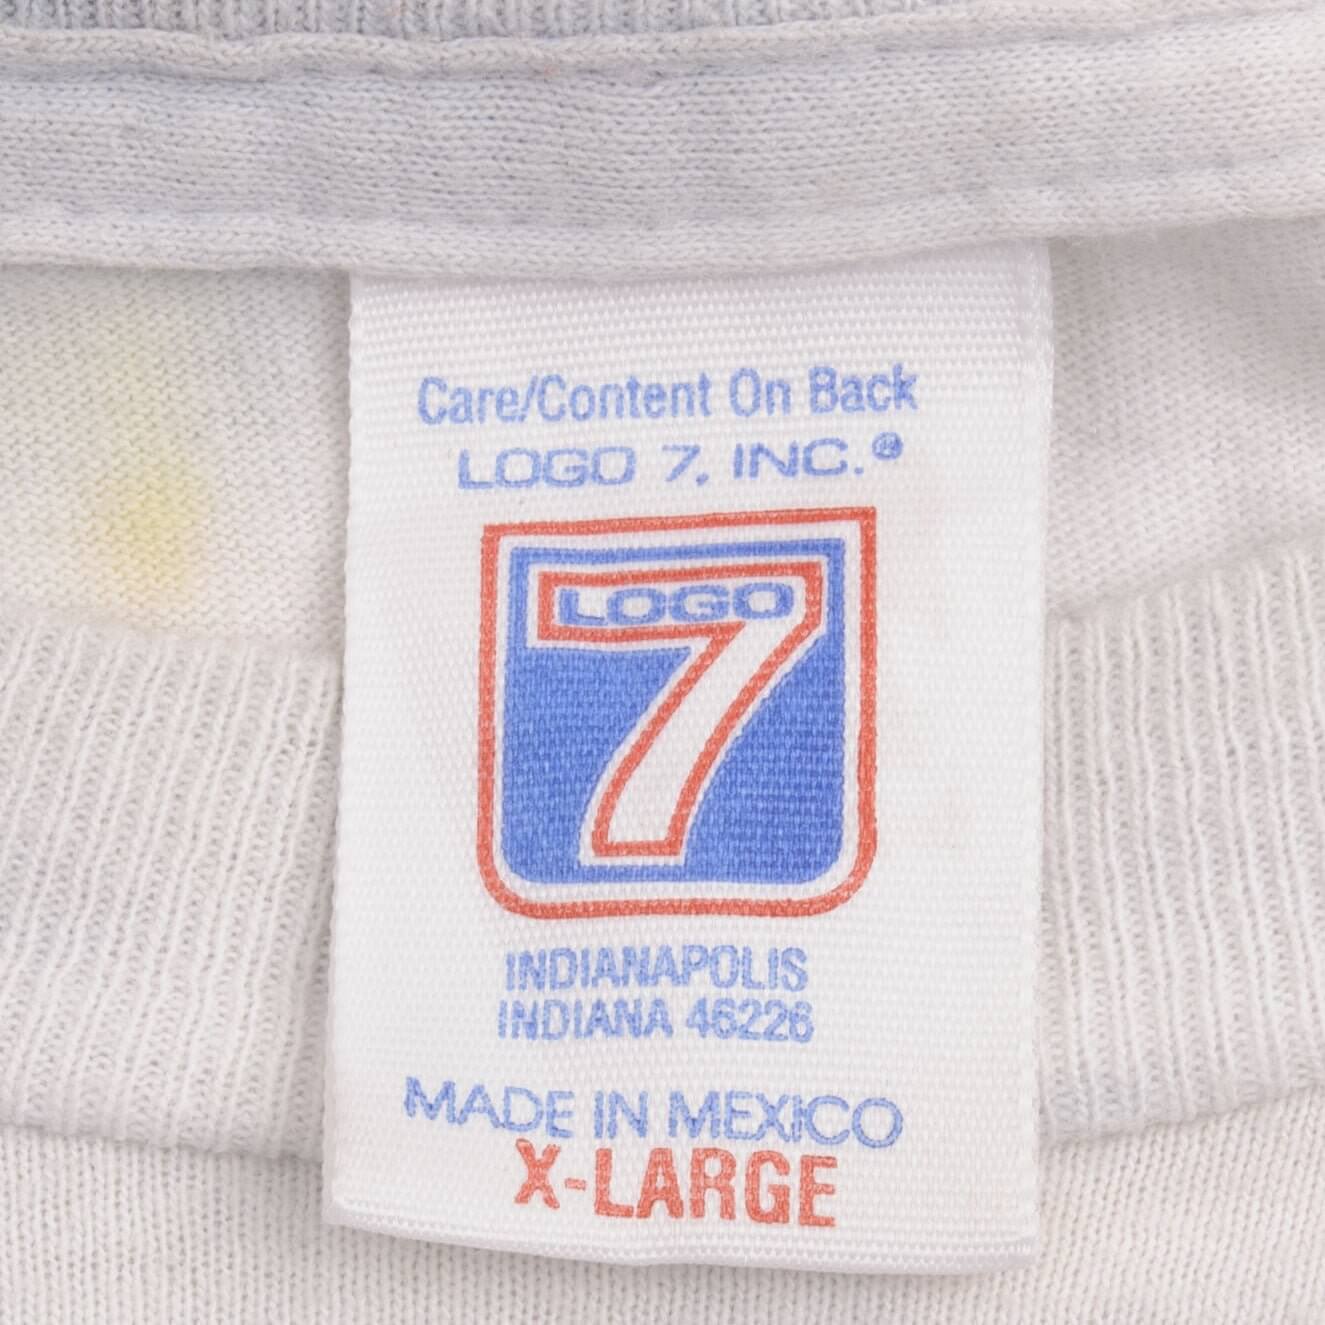 Care/Content On Back
LOGO 7, INC.®
LOGO
7
INDIANAPOLIS
INDIANA 46226
MADE IN MEXICO
X-LARGE